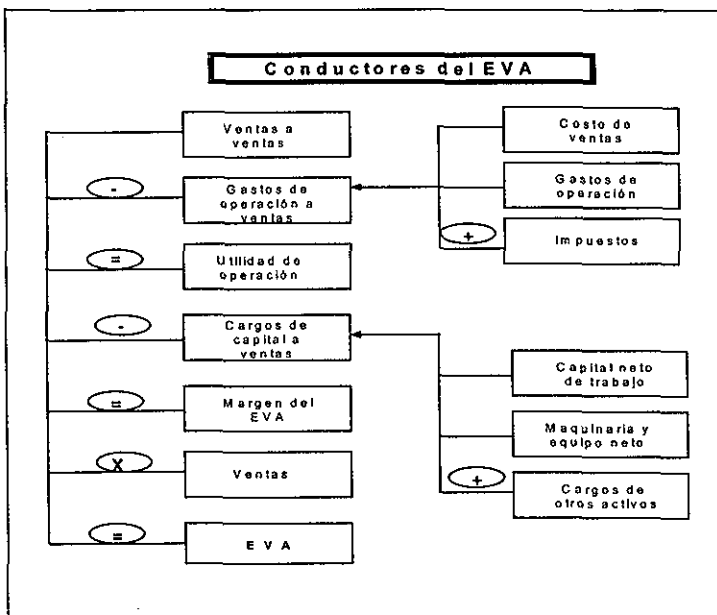 Conductores del EVA
Ventas a
ventas
-
Gastos de
operación a
ventas
=
Utilidad de
operación
-
Cargos de
capital a
ventas
=
Margen del
EVA
X
Ventas
=
EVA
Costo de
ventas
Gastos de
operación
+
Impuestos
Capital neto
de trabajo
Maquinaria y
equipo neto
+
Cargos de
otros activos